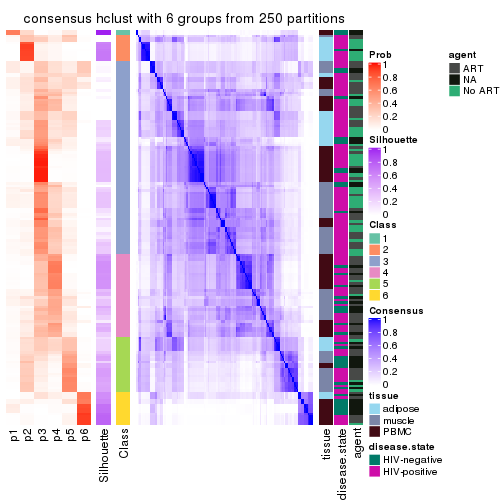 consensus hclust with 6 groups from 250 partitions
Prob
1
0.8
0.6
0.4
0.2
0
agent
ART
NA
No ART
Silhouette
1
0.8
0.6
0.4
0.2
0
Class
1
2
3
4
5
6
Consensus
1
0.8
0.6
0.4
0.2
0
tissue
adipose
muscle
PBMC
disease.state
HIV-negative
HIV-positive
p1
p2
p3
p4
p5
p6
Silhouette
Class
tissue
disease.state
agent